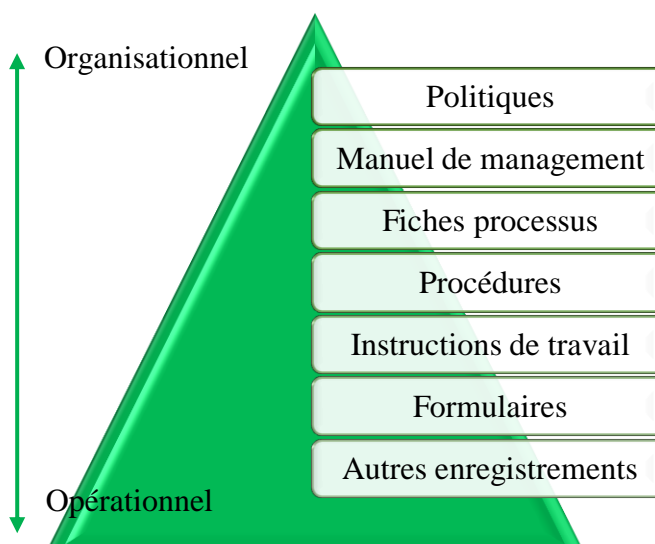 Organisationnel
Politiques
Manuel de management
Fiches processus
Procédures
Instructions de travail
Formulaires
Autres enregistrements
Opérationnel